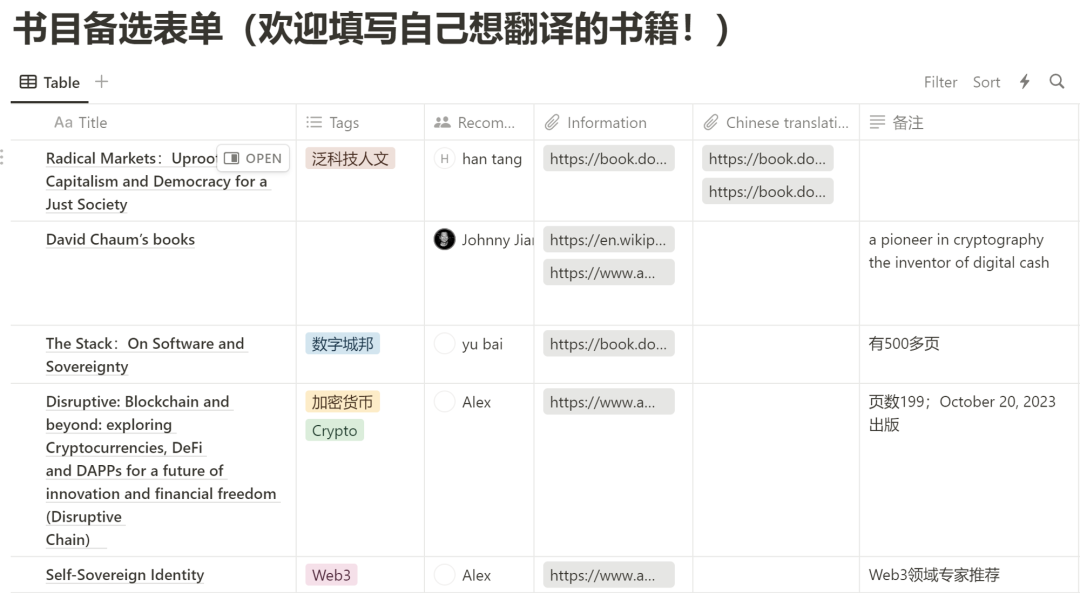 书目备选表单（欢迎填写自己想翻译的书籍！）
Table
Filter Sort
Aa Title Tags Recom... Information Chinese translati... 备注
Radical Markets：Uproot OPEN
Capitalism and Democracy for a
Just Society
泛科技人文
H han tang
https://book.do...
https://book.do...
https://book.do...
David Chaum's books
Johnny Jian
https://en.wikip...
https://www.a...
a pioneer in cryptography
the inventor of digital cash
The Stack：On Software and
Sovereignty
数字城邦
yu bai
https://book.do...
有500多页
Disruptive: Blockchain and
beyond: exploring
Cryptocurrencies, DeFi
and DAPPs for a future of
innovation and financial freedom
(Disruptive
Chain)
加密货币
Crypto
Alex
https://www.a...
页数199；October 20, 2023
出版
Self-Sovereign Identity
Web3
Alex
https://www.a...
Web3领域专家推荐